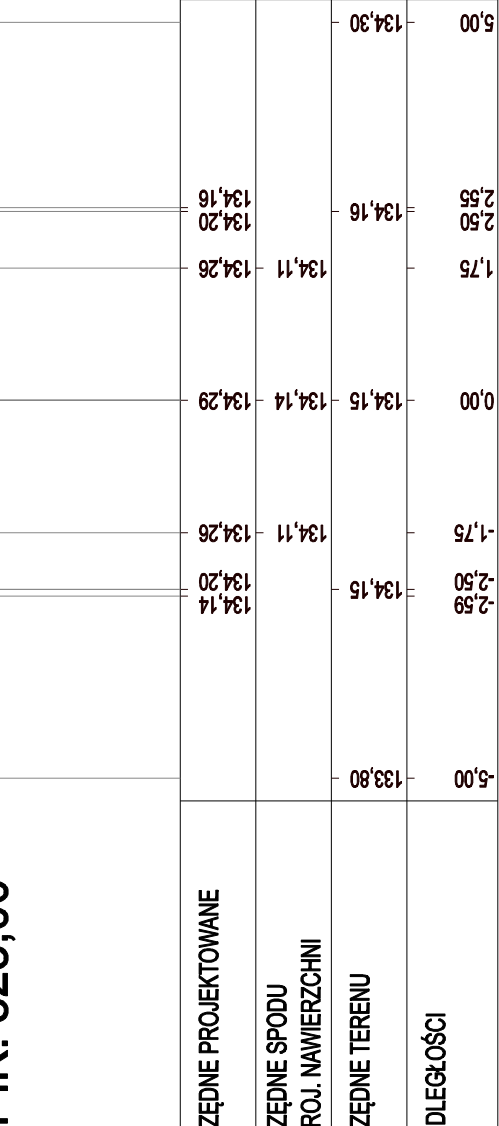 ZĘDNE PROJEKTOWANE 134,14 134,20 134,26 134,29 134,26 134,20 134,16
ZĘDNE SPODU
ROJ. NAWIERZCHNI 134,11 134,14 134,11
ZĘDNE TERENU 133,80 134,15 134,15 134,16 134,30
DLEGŁOŚCI -5,00 -2,59 -2,50 -1,75 0,00 1,75 2,50 2,55 5,00